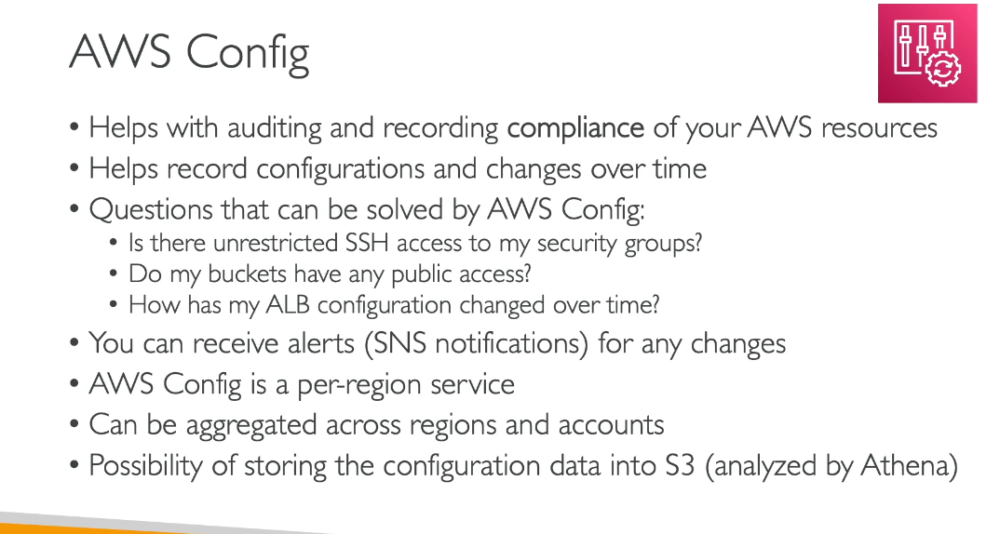 AWS Config
• Helps with auditing and recording compliance of your AWS resources
• Helps record configurations and changes over time
• Questions that can be solved by AWS Config:
• Is there unrestricted SSH access to my security groups?
• Do my buckets have any public access?
• How has my ALB configuration changed over time?
• You can receive alerts (SNS notifications) for any changes
• AWS Config is a per-region service
• Can be aggregated across regions and accounts
• Possibility of storing the configuration data into S3 (analyzed by Athena)